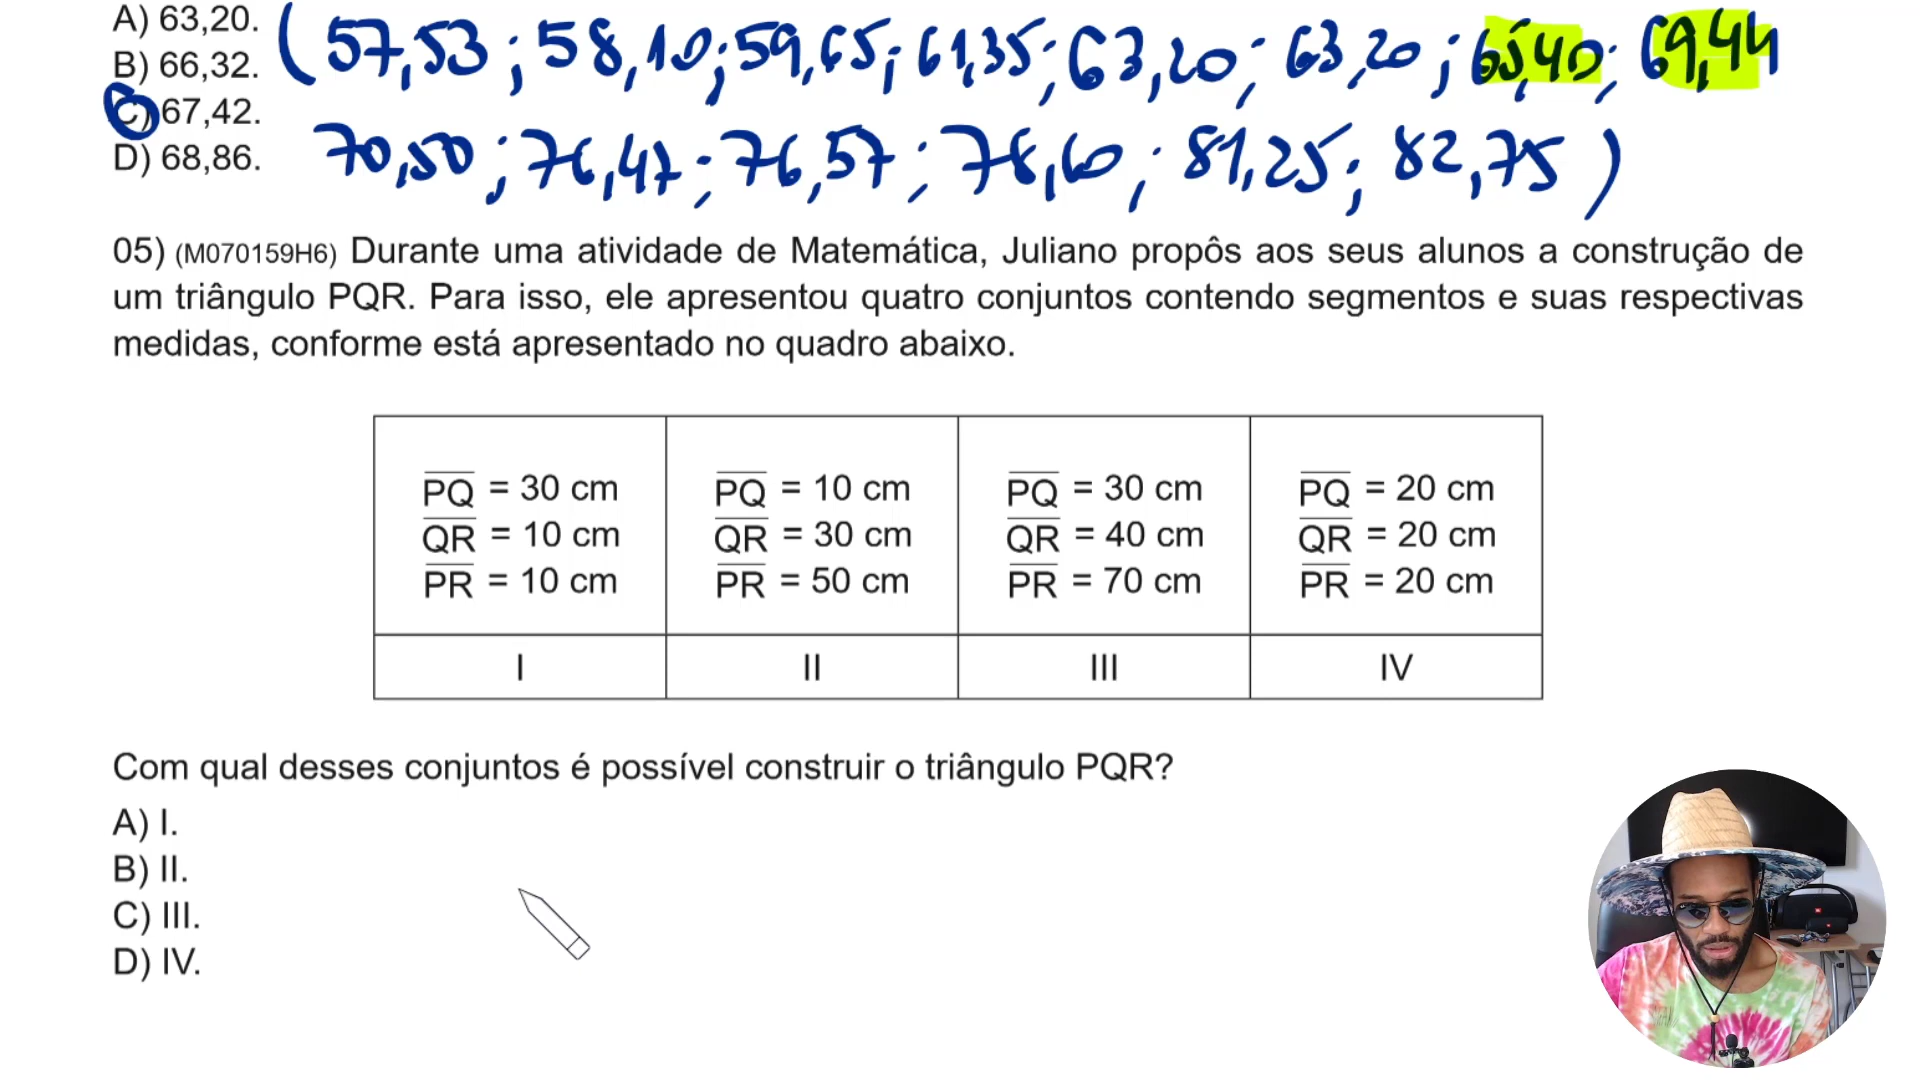 A) 63,20.
(57,53 ; 58,10 ; 59,65 ; 61,35 ; 63,20 ; 63,20 ; 65,40 ; 69,44
B) 66,32.
C) 67,42.
70,50 ; 76,47 ; 76,57 ; 78,60 ; 81,25 ; 82,75)
D) 68,86.
05) (M070159H6) Durante uma atividade de Matemática, Juliano propôs aos seus alunos a construção de
um triângulo PQR. Para isso, ele apresentou quatro conjuntos contendo segmentos e suas respectivas
medidas, conforme está apresentado no quadro abaixo.
PQ = 30 cm PQ = 10 cm PQ = 30 cm PQ = 20 cm
QR = 10 cm QR = 30 cm QR = 40 cm QR = 20 cm
PR = 10 cm PR = 50 cm PR = 70 cm PR = 20 cm
I II III IV
Com qual desses conjuntos é possível construir o triângulo PQR?
A) I.
B) II.
C) III.
D) IV.